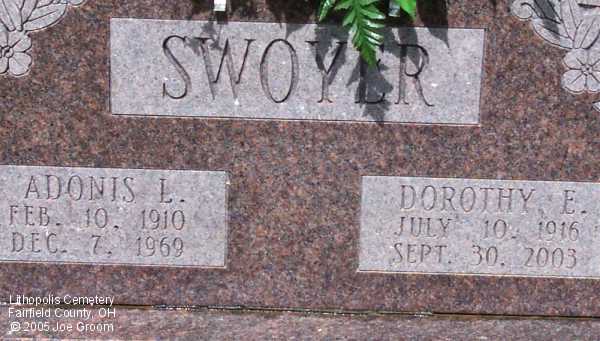 SWOYER
ADONIS L.
FEB. 10, 1910
DEC. 7, 1969
DOROTHY E.
JULY 10, 1916
SEPT. 30, 2003
Lithopolis Cemetery
Fairfield County, OH
© 2005 Joe Groom